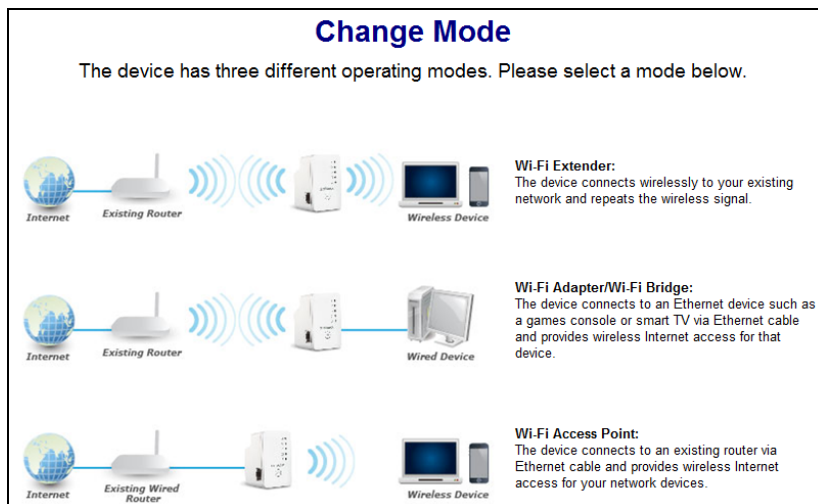 Change Mode
The device has three different operating modes. Please select a mode below.
Internet
Existing Router
Wireless Device
Wi-Fi Extender:
The device connects wirelessly to your existing
network and repeats the wireless signal.
Internet
Existing Router
Wired Device
Wi-Fi Adapter/Wi-Fi Bridge:
The device connects to an Ethernet device such as
a games console or smart TV via Ethernet cable
and provides wireless Internet access for that
device.
Internet
Existing Wired
Router
Wireless Device
Wi-Fi Access Point:
The device connects to an existing router via
Ethernet cable and provides wireless Internet
access for your network devices.